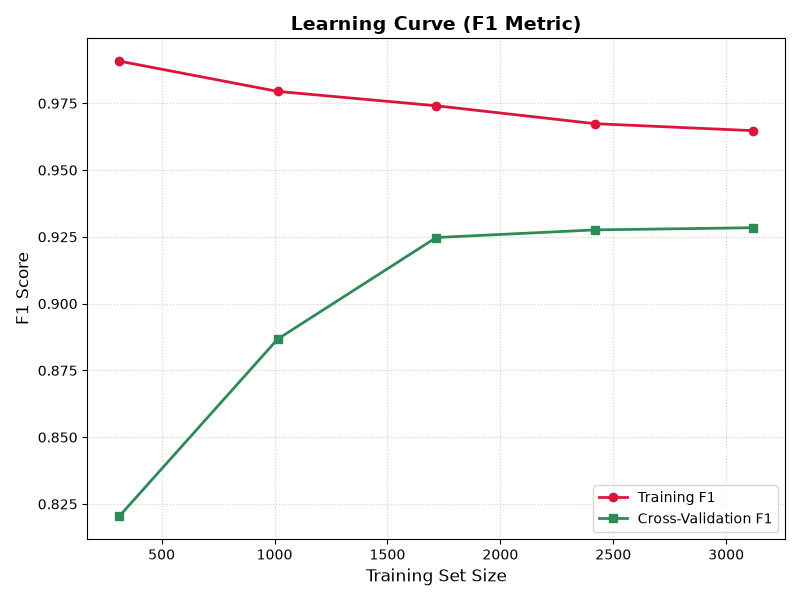 Learning Curve (F1 Metric)
F1 Score
0.975
0.950
0.925
0.900
0.875
0.850
0.825
500 1000 1500 2000 2500 3000
Training Set Size
Training F1
Cross-Validation F1